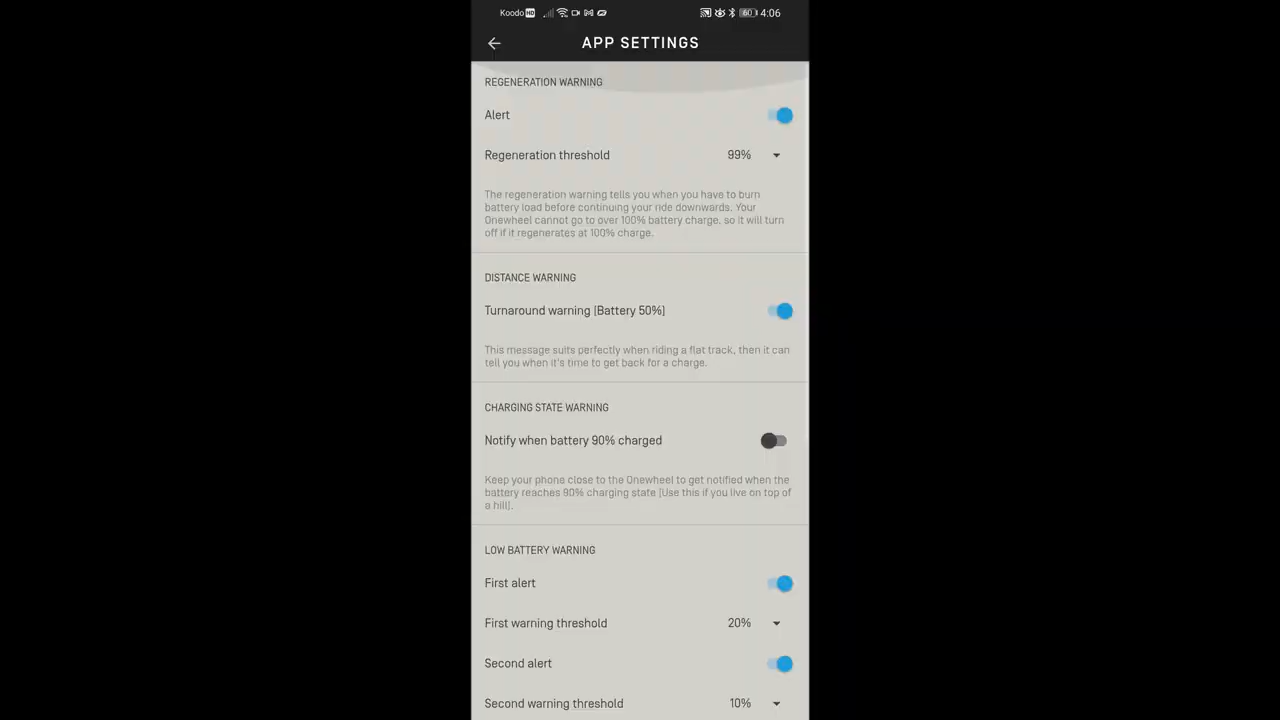 Koodo HD 60 4:06
APP SETTINGS
REGENERATION WARNING
Alert
Regeneration threshold 99%
The regeneration warning tells you when you have to burn
battery load before continuing your ride downwards. Your
Onewheel cannot go to over 100% battery charge, so it will turn
off if it regenerates at 100% charge.
DISTANCE WARNING
Turnaround warning [Battery 50%]
This message suits perfectly when riding a flat track, then it can
tell you when it's time to get back for a charge.
CHARGING STATE WARNING
Notify when battery 90% charged
Keep your phone close to the Onewheel to get notified when the
battery reaches 90% charging state [Use this if you live on top of
a hill].
LOW BATTERY WARNING
First alert
First warning threshold 20%
Second alert
Second warning threshold 10%